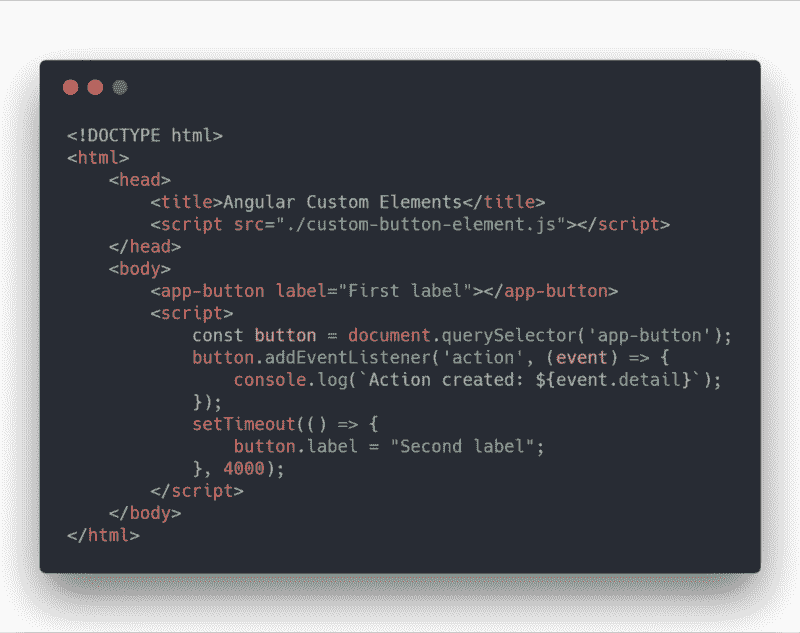 <!DOCTYPE html>
<html>
    <head>
        <title>Angular Custom Elements</title>
        <script src="./custom-button-element.js"></script>
    </head>
    <body>
        <app-button label="First label"></app-button>
        <script>
            const button = document.querySelector('app-button');
            button.addEventListener('action', (event) => {
                console.log(`Action created: ${event.detail}`);
            });
            setTimeout(() => {
                button.label = "Second label";
            }, 4000);
        </script>
    </body>
</html>